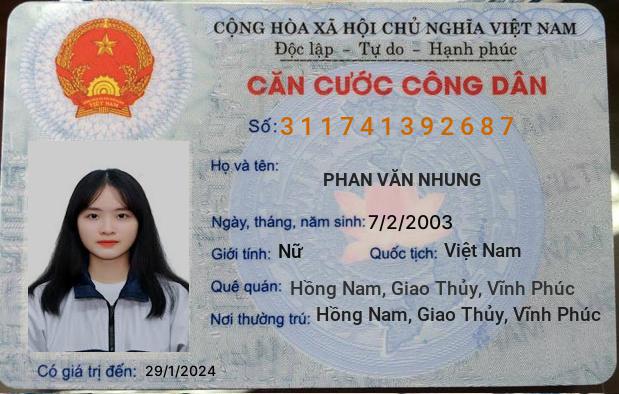 CỘNG HÒA XÃ HỘI CHỦ NGHĨA VIỆT NAM
Độc lập - Tự do - Hạnh phúc
CĂN CƯỚC CÔNG DÂN
Số: 311741392687
Họ và tên:
PHAN VĂN NHUNG
Ngày, tháng, năm sinh: 7/2/2003
Giới tính: Nữ Quốc tịch: Việt Nam
Quê quán: Hồng Nam, Giao Thủy, Vĩnh Phúc
Nơi thường trú: Hồng Nam, Giao Thủy, Vĩnh Phúc
Có giá trị đến: 29/1/2024
VIỆT NAM